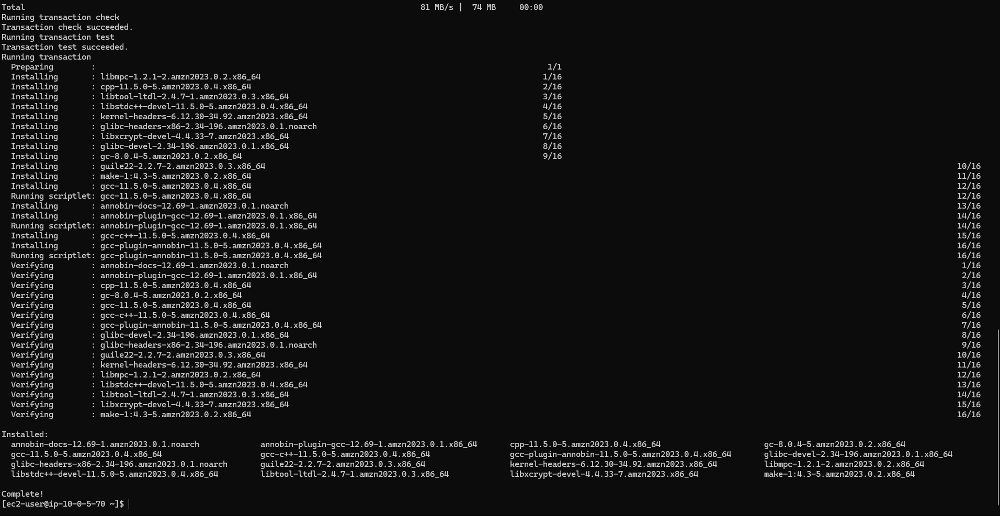 Total 81 MB/s | 74 MB 00:00
Running transaction check
Transaction check succeeded.
Running transaction test
Transaction test succeeded.
Running transaction
Preparing : 1/1
Installing : libmpc-1.2.1-2.amzn2023.0.2.x86_64 1/16
Installing : cpp-11.5.0-5.amzn2023.0.4.x86_64 2/16
Installing : libtool-ltdl-2.4.7-1.amzn2023.0.3.x86_64 3/16
Installing : libstdc++-devel-11.5.0-5.amzn2023.0.4.x86_64 4/16
Installing : kernel-headers-6.12.30-34.92.amzn2023.x86_64 5/16
Installing : glibc-headers-x86-2.34-196.amzn2023.0.1.noarch 6/16
Installing : libxcrypt-devel-4.4.33-7.amzn2023.x86_64 7/16
Installing : glibc-devel-2.34-196.amzn2023.0.1.x86_64 8/16
Installing : gc-8.0.4-5.amzn2023.0.2.x86_64 9/16
Installing : guile22-2.2.7-2.amzn2023.0.3.x86_64 10/16
Installing : make-1:4.3-5.amzn2023.0.2.x86_64 11/16
Installing : gcc-11.5.0-5.amzn2023.0.4.x86_64 12/16
Running scriptlet: gcc-11.5.0-5.amzn2023.0.4.x86_64 12/16
Installing : annobin-docs-12.69-1.amzn2023.0.1.noarch 13/16
Installing : annobin-plugin-gcc-12.69-1.amzn2023.0.1.x86_64 14/16
Running scriptlet: annobin-plugin-gcc-12.69-1.amzn2023.0.1.x86_64 14/16
Installing : gcc-c++-11.5.0-5.amzn2023.0.4.x86_64 15/16
Installing : gcc-plugin-annobin-11.5.0-5.amzn2023.0.4.x86_64 16/16
Running scriptlet: gcc-plugin-annobin-11.5.0-5.amzn2023.0.4.x86_64 16/16
Verifying : annobin-docs-12.69-1.amzn2023.0.1.noarch 1/16
Verifying : annobin-plugin-gcc-12.69-1.amzn2023.0.1.x86_64 2/16
Verifying : cpp-11.5.0-5.amzn2023.0.4.x86_64 3/16
Verifying : gc-8.0.4-5.amzn2023.0.2.x86_64 4/16
Verifying : gcc-11.5.0-5.amzn2023.0.4.x86_64 5/16
Verifying : gcc-c++-11.5.0-5.amzn2023.0.4.x86_64 6/16
Verifying : gcc-plugin-annobin-11.5.0-5.amzn2023.0.4.x86_64 7/16
Verifying : glibc-devel-2.34-196.amzn2023.0.1.x86_64 8/16
Verifying : glibc-headers-x86-2.34-196.amzn2023.0.1.noarch 9/16
Verifying : guile22-2.2.7-2.amzn2023.0.3.x86_64 10/16
Verifying : kernel-headers-6.12.30-34.92.amzn2023.x86_64 11/16
Verifying : libmpc-1.2.1-2.amzn2023.0.2.x86_64 12/16
Verifying : libstdc++-devel-11.5.0-5.amzn2023.0.4.x86_64 13/16
Verifying : libtool-ltdl-2.4.7-1.amzn2023.0.3.x86_64 14/16
Verifying : libxcrypt-devel-4.4.33-7.amzn2023.x86_64 15/16
Verifying : make-1:4.3-5.amzn2023.0.2.x86_64 16/16
Installed:
annobin-docs-12.69-1.amzn2023.0.1.noarch annobin-plugin-gcc-12.69-1.amzn2023.0.1.x86_64 cpp-11.5.0-5.amzn2023.0.4.x86_64 gc-8.0.4-5.amzn2023.0.2.x86_64
gcc-11.5.0-5.amzn2023.0.4.x86_64 gcc-c++-11.5.0-5.amzn2023.0.4.x86_64 gcc-plugin-annobin-11.5.0-5.amzn2023.0.4.x86_64 glibc-devel-2.34-196.amzn2023.0.1.x86_64
glibc-headers-x86-2.34-196.amzn2023.0.1.noarch guile22-2.2.7-2.amzn2023.0.3.x86_64 kernel-headers-6.12.30-34.92.amzn2023.x86_64 libmpc-1.2.1-2.amzn2023.0.2.x86_64
libstdc++-devel-11.5.0-5.amzn2023.0.4.x86_64 libtool-ltdl-2.4.7-1.amzn2023.0.3.x86_64 libxcrypt-devel-4.4.33-7.amzn2023.x86_64 make-1:4.3-5.amzn2023.0.2.x86_64
Complete!
[ec2-user@ip-10-0-5-70 ~]$